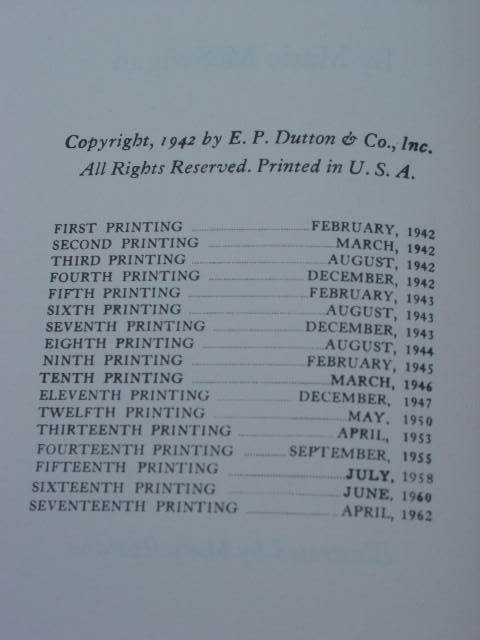 Copyright, 1942 by E. P. Dutton & Co., Inc.
All Rights Reserved. Printed in U. S. A.
FIRST PRINTING FEBRUARY, 1942
SECOND PRINTING MARCH, 1942
THIRD PRINTING AUGUST, 1942
FOURTH PRINTING DECEMBER, 1942
FIFTH PRINTING FEBRUARY, 1943
SIXTH PRINTING AUGUST, 1943
SEVENTH PRINTING DECEMBER, 1943
EIGHTH PRINTING AUGUST, 1944
NINTH PRINTING FEBRUARY, 1945
TENTH PRINTING MARCH, 1946
ELEVENTH PRINTING DECEMBER, 1947
TWELFTH PRINTING MAY, 1950
THIRTEENTH PRINTING APRIL, 1953
FOURTEENTH PRINTING SEPTEMBER, 1955
FIFTEENTH PRINTING JULY, 1958
SIXTEENTH PRINTING JUNE, 1960
SEVENTEENTH PRINTING APRIL, 1962